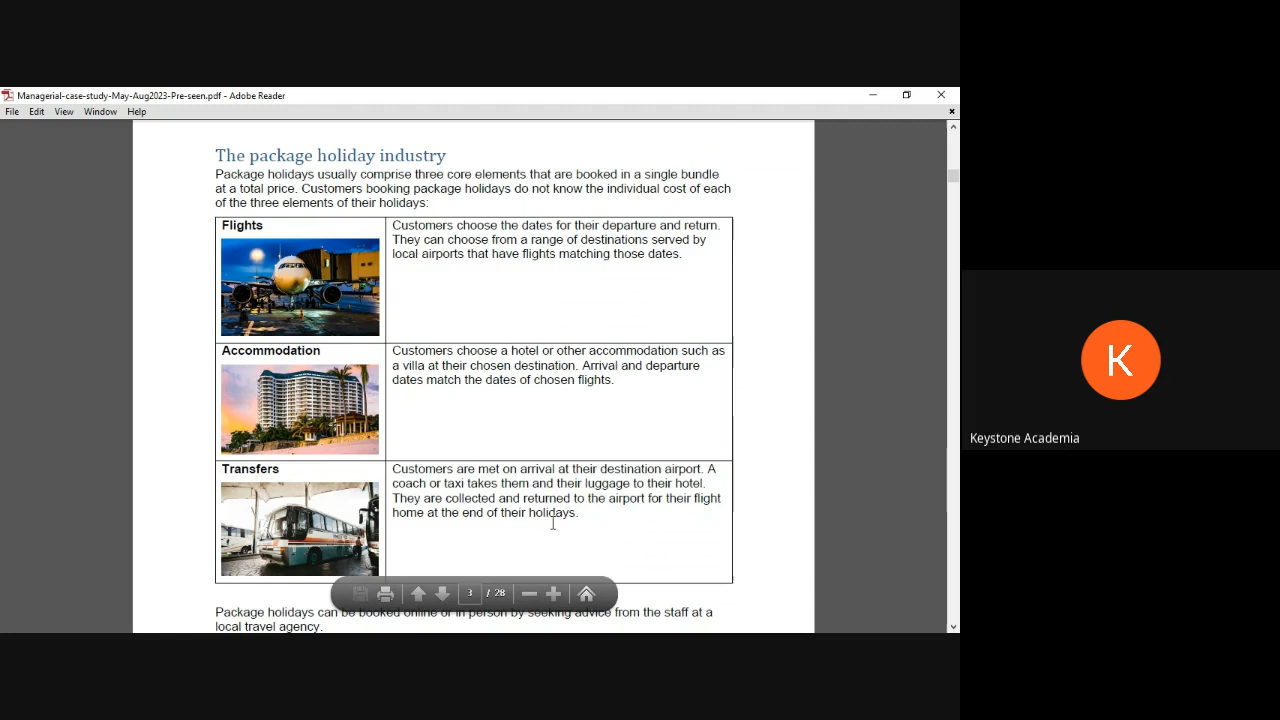 Managerial-case-study-May-Aug2023-Pre-seen.pdf - Adobe Reader
File Edit View Window Help
The package holiday industry
Package holidays usually comprise three core elements that are booked in a single bundle
at a total price. Customers booking package holidays do not know the individual cost of each
of the three elements of their holidays:
Flights
Customers choose the dates for their departure and return.
They can choose from a range of destinations served by
local airports that have flights matching those dates.
Accommodation
Customers choose a hotel or other accommodation such as
a villa at their chosen destination. Arrival and departure
dates match the dates of chosen flights.
Transfers
Customers are met on arrival at their destination airport. A
coach or taxi takes them and their luggage to their hotel.
They are collected and returned to the airport for their flight
home at the end of their holidays.
3 / 28
Package holidays can be booked online or in person by seeking advice from the staff at a
local travel agency.
K
Keystone Academia